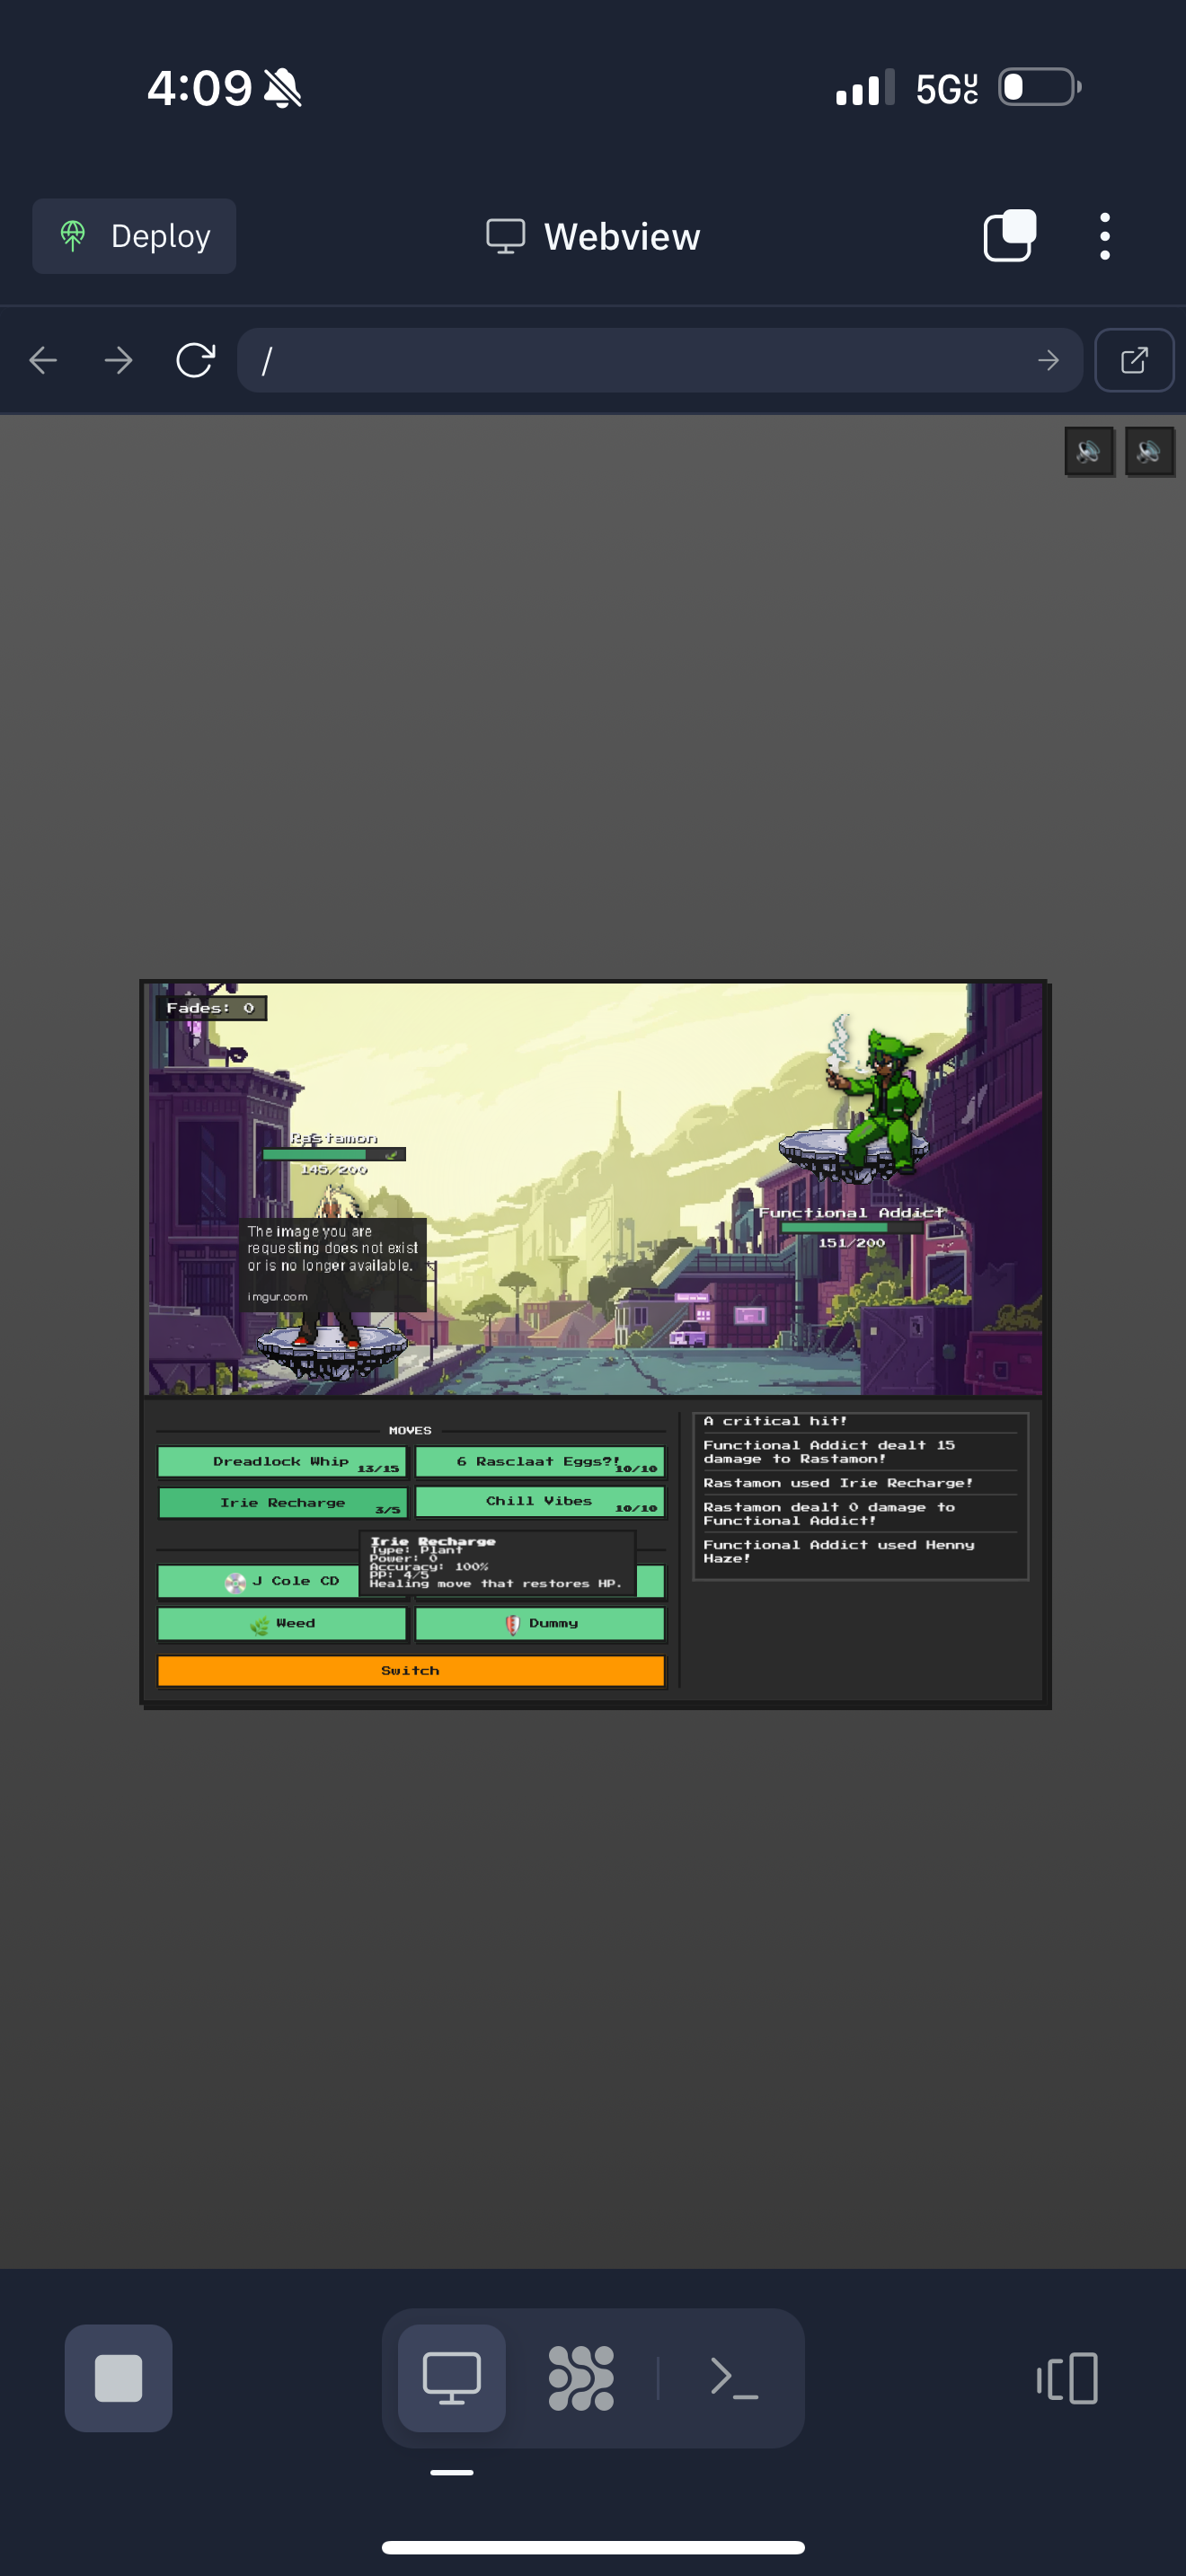 4:09
5G UC
Deploy
Webview
/
Fades: 0
Rastamon
145/200
The image you are
requesting does not exist
or is no longer available.
imgur.com
Functional Addict
151/200
MOVES
Dreadlock Whip 13/15
6 Rasclaat Eggs?! 10/10
Irie Recharge 3/5
Chill Vibes 10/10
Irie Recharge
Type: Plant
Power: 0
Accuracy: 100%
PP: 4/5
Healing move that restores HP.
J Cole CD
Weed
Dummy
Switch
A critical hit!
Functional Addict dealt 15
damage to Rastamon!
Rastamon used Irie Recharge!
Rastamon dealt 0 damage to
Functional Addict!
Functional Addict used Henny
Haze!